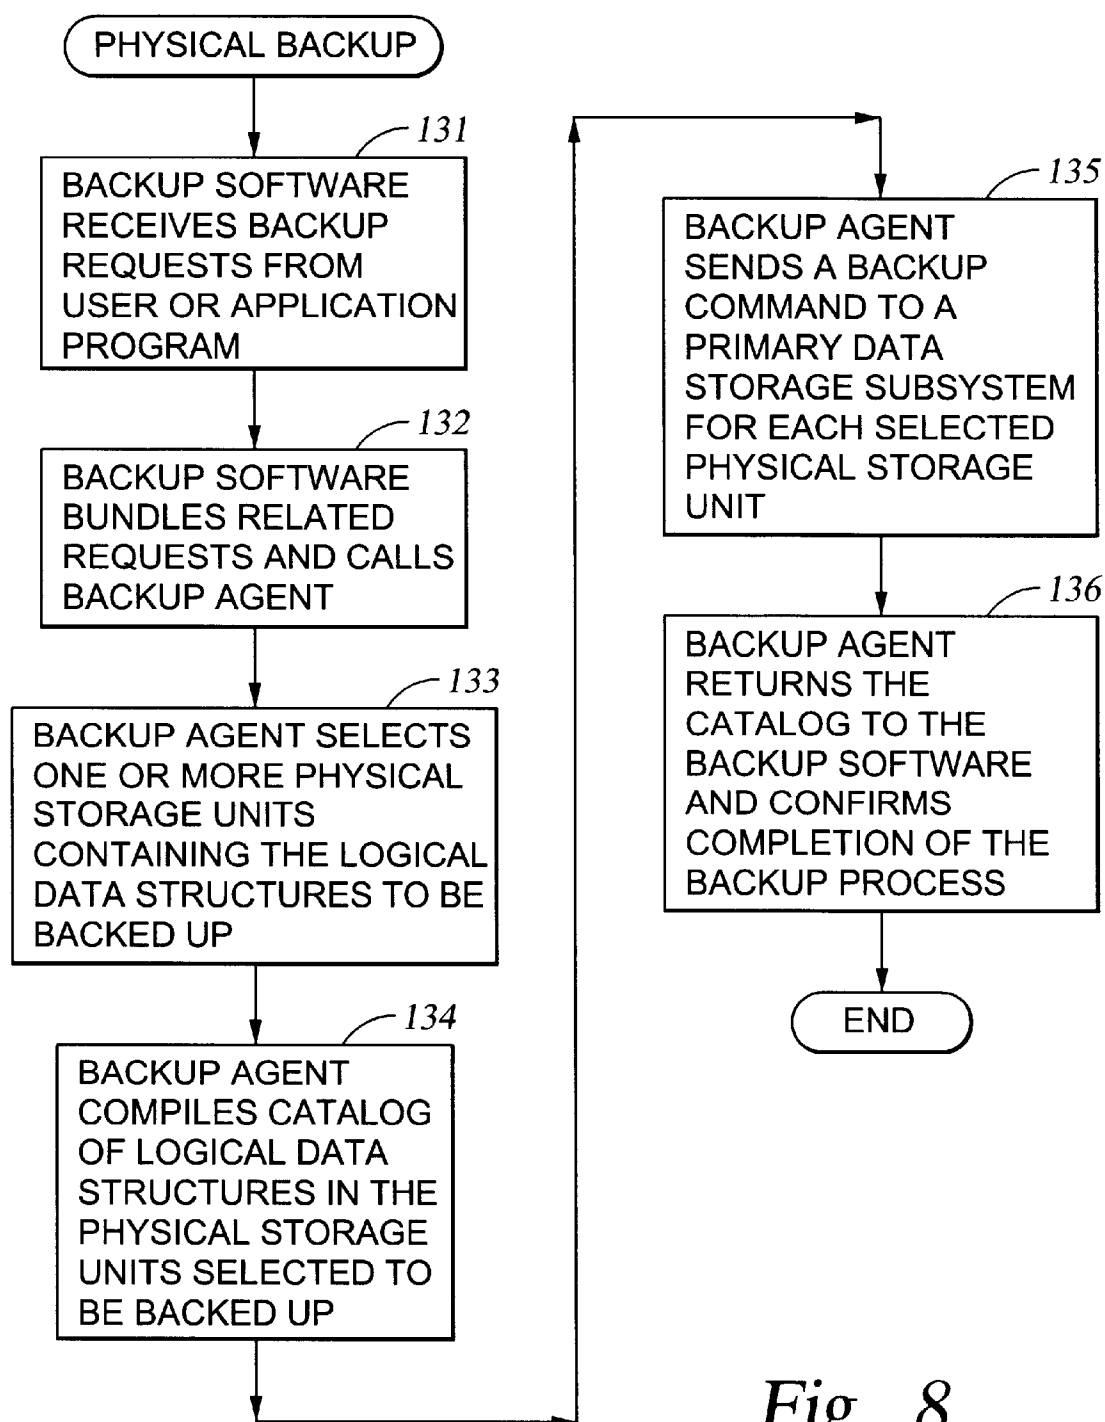 PHYSICAL BACKUP
131
BACKUP SOFTWARE
RECEIVES BACKUP
REQUESTS FROM
USER OR APPLICATION
PROGRAM
132
BACKUP SOFTWARE
BUNDLES RELATED
REQUESTS AND CALLS
BACKUP AGENT
133
BACKUP AGENT SELECTS
ONE OR MORE PHYSICAL
STORAGE UNITS
CONTAINING THE LOGICAL
DATA STRUCTURES TO BE
BACKED UP
134
BACKUP AGENT
COMPILES CATALOG
OF LOGICAL DATA
STRUCTURES IN THE
PHYSICAL STORAGE
UNITS SELECTED TO
BE BACKED UP
135
BACKUP AGENT
SENDS A BACKUP
COMMAND TO A
PRIMARY DATA
STORAGE SUBSYSTEM
FOR EACH SELECTED
PHYSICAL STORAGE
UNIT
136
BACKUP AGENT
RETURNS THE
CATALOG TO THE
BACKUP SOFTWARE
AND CONFIRMS
COMPLETION OF THE
BACKUP PROCESS
END
Fig. 8